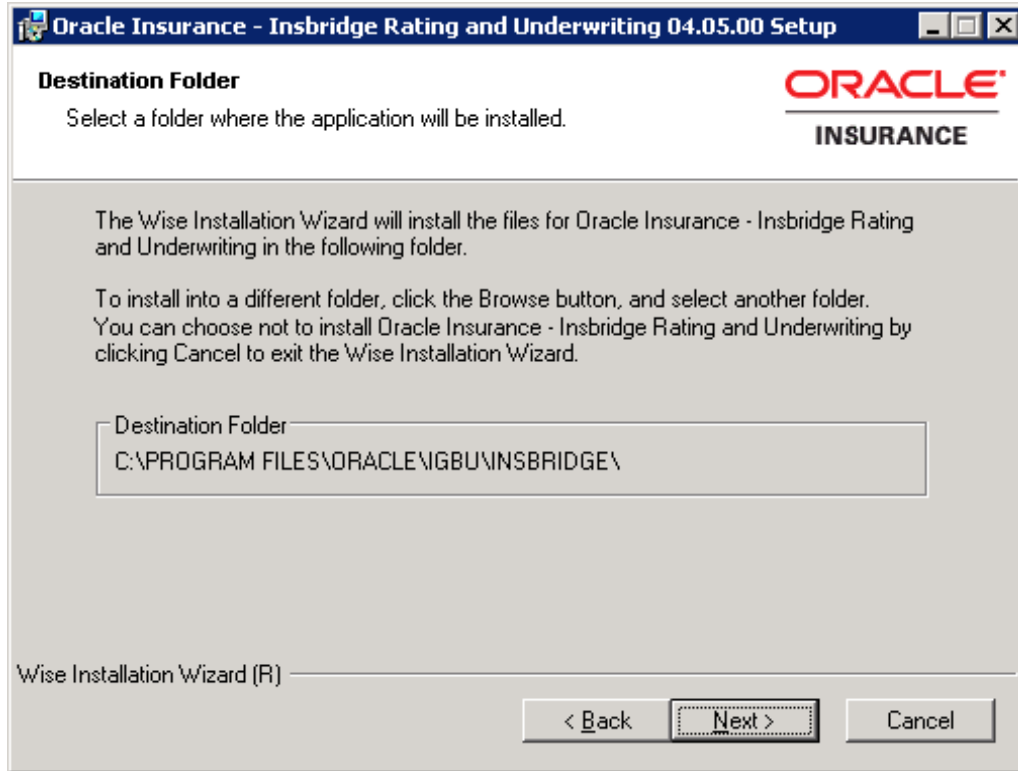 Oracle Insurance - Insbridge Rating and Underwriting 04.05.00 Setup
Destination Folder
Select a folder where the application will be installed.
ORACLE
INSURANCE
The Wise Installation Wizard will install the files for Oracle Insurance - Insbridge Rating
and Underwriting in the following folder.
To install into a different folder, click the Browse button, and select another folder.
You can choose not to install Oracle Insurance - Insbridge Rating and Underwriting by
clicking Cancel to exit the Wise Installation Wizard.
Destination Folder
C:\PROGRAM FILES\ORACLE\IGBU\INSBRIDGE\
Wise Installation Wizard (R)
< Back
Next >
Cancel